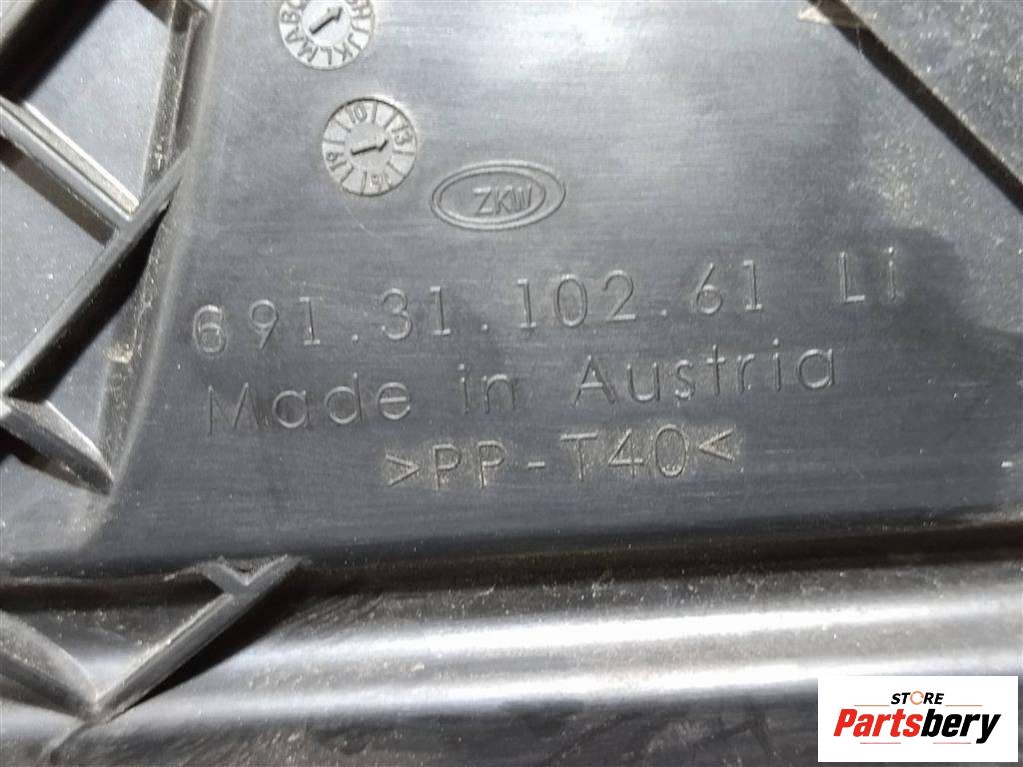 ZKW
691.31.102.61 Li
Made in Austria
>PP-T40<
STORE
Partsbery